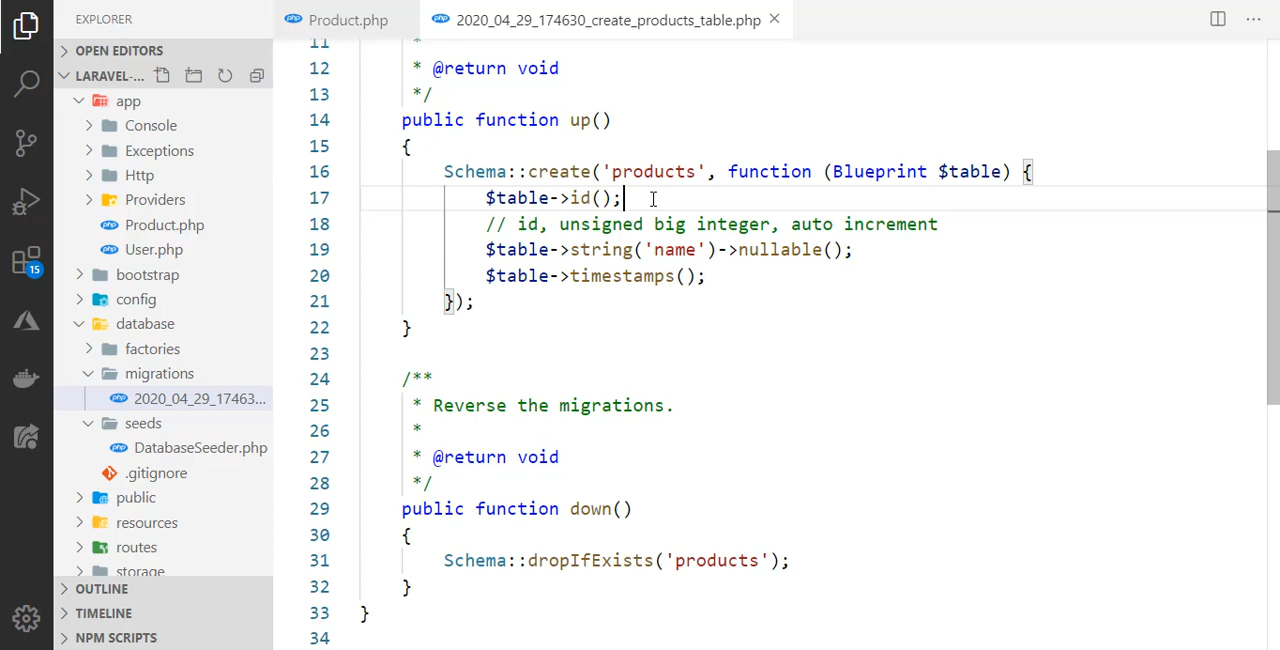 EXPLORER
Product.php
2020_04_29_174630_create_products_table.php
OPEN EDITORS
LARAVEL-...
app
Console
Exceptions
Http
Providers
Product.php
User.php
bootstrap
config
database
factories
migrations
2020_04_29_17463...
seeds
DatabaseSeeder.php
.gitignore
public
resources
routes
storage
OUTLINE
TIMELINE
NPM SCRIPTS
15
11 *
12 * @return void
13 */
14 public function up()
15 {
16 Schema::create('products', function (Blueprint $table) {
17 $table->id();
18 // id, unsigned big integer, auto increment
19 $table->string('name')->nullable();
20 $table->timestamps();
21 });
22 }
23
24 /**
25 * Reverse the migrations.
26 *
27 * @return void
28 */
29 public function down()
30 {
31 Schema::dropIfExists('products');
32 }
33 }
34